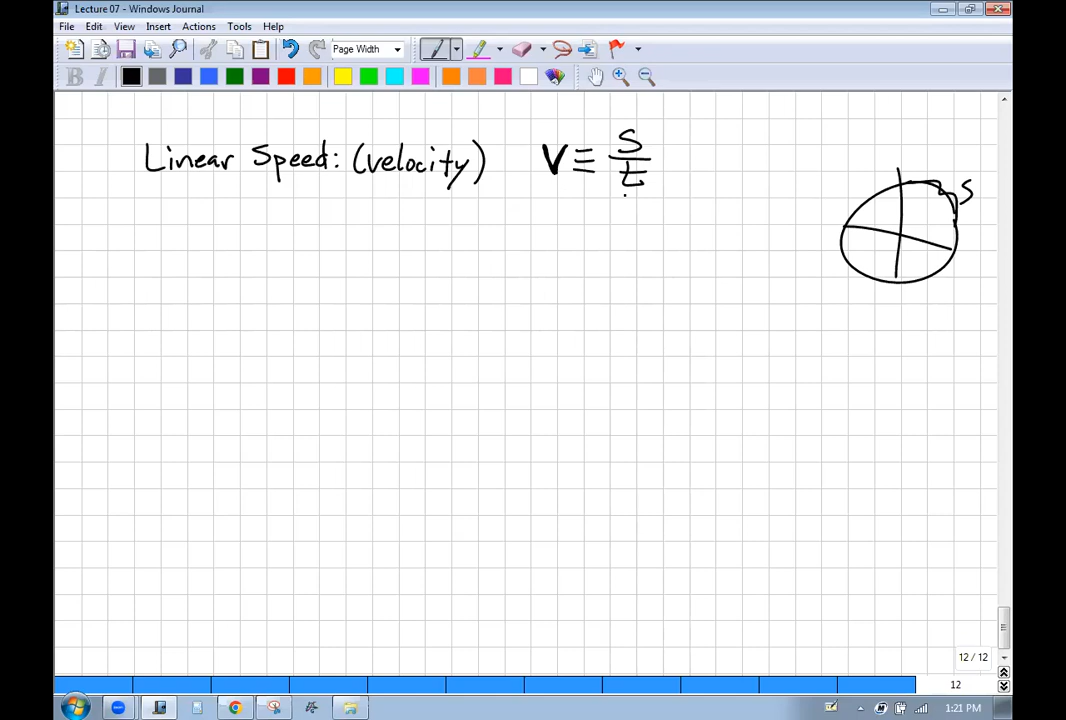 Lecture 07 - Windows Journal
File Edit View Insert Actions Tools Help
Page Width
B I
Linear Speed: (velocity) V ≡ S/t
S
12 / 12
12
1:21 PM